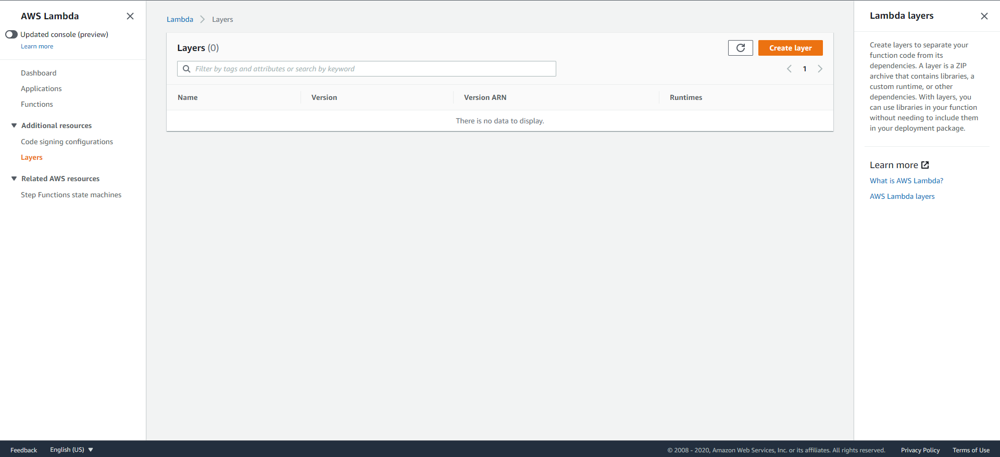 AWS Lambda
Updated console (preview)
Learn more
Dashboard
Applications
Functions
Additional resources
Code signing configurations
Layers
Related AWS resources
Step Functions state machines
Lambda
Layers
Layers (0)
Create layer
Filter by tags and attributes or search by keyword
1
Name Version Version ARN Runtimes
There is no data to display.
Lambda layers
Create layers to separate your
function code from its
dependencies. A layer is a ZIP
archive that contains libraries, a
custom runtime, or other
dependencies. With layers, you
can use libraries in your function
without needing to include them
in your deployment package.
Learn more
What is AWS Lambda?
AWS Lambda layers
Feedback English (US) © 2008 - 2020, Amazon Web Services, Inc. or its affiliates. All rights reserved. Privacy Policy Terms of Use